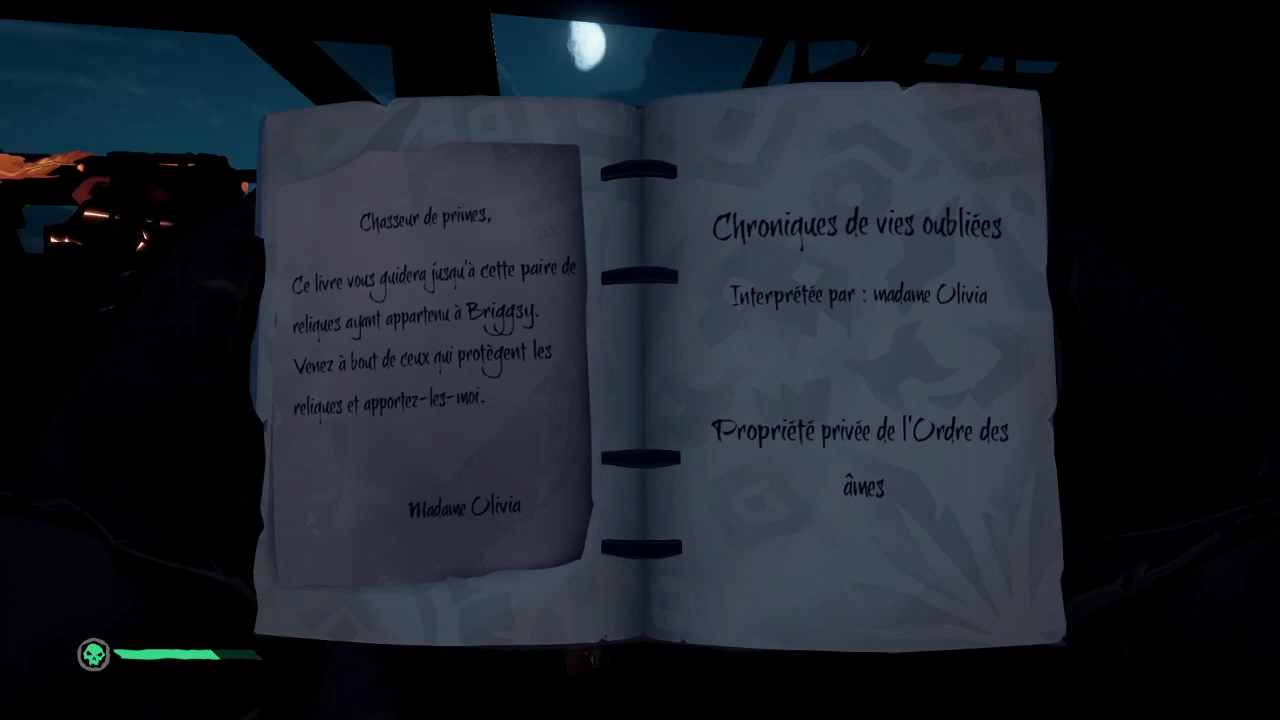 Chasseur de primes,
Ce livre vous guidera jusqu'à cette paire de
reliques ayant appartenu à Briggsy.
Venez à bout de ceux qui protègent les
reliques et apportez-les-moi.
Madame Olivia
Chroniques de vies oubliées
Interprétée par : madame Olivia
Propriété privée de l'Ordre des
âmes